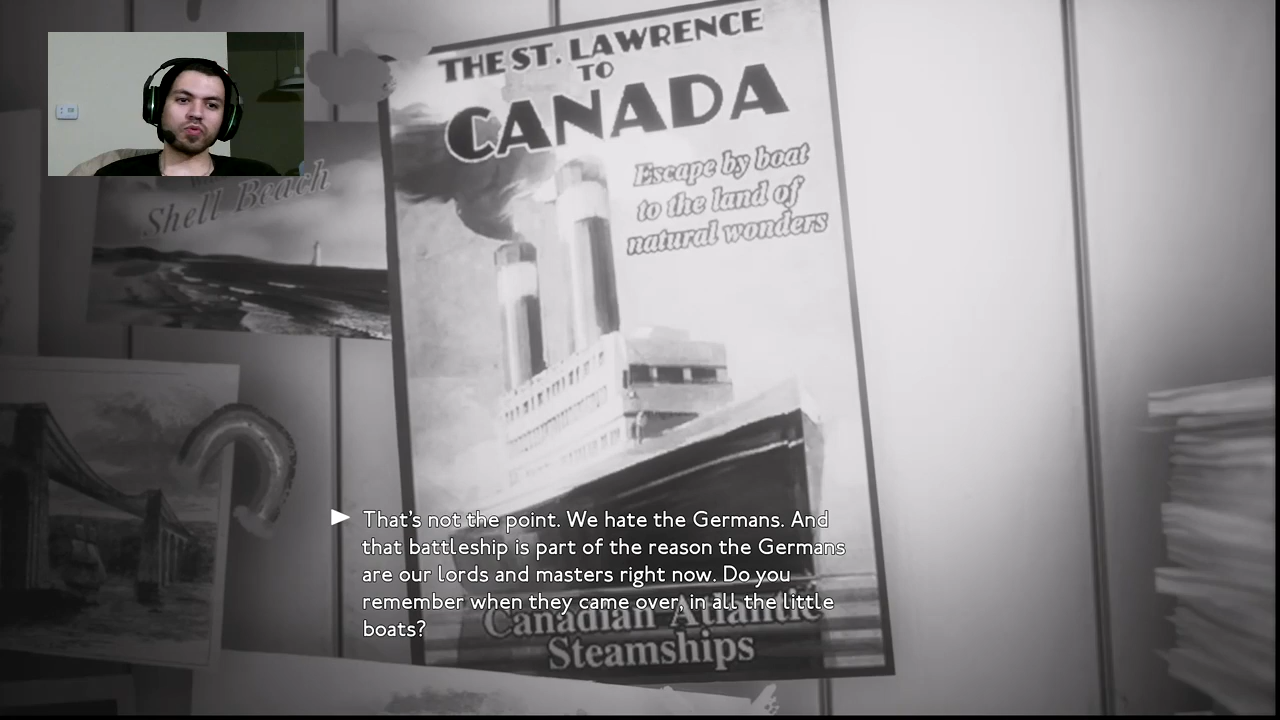 THE ST. LAWRENCE
TO
CANADA
Escape by boat
to the land of
natural wonders
Shell Beach
That's not the point. We hate the Germans. And
that battleship is part of the reason the Germans
are our lords and masters right now. Do you
remember when they came over, in all the little
boats?
Canadian Atlantic
Steamships